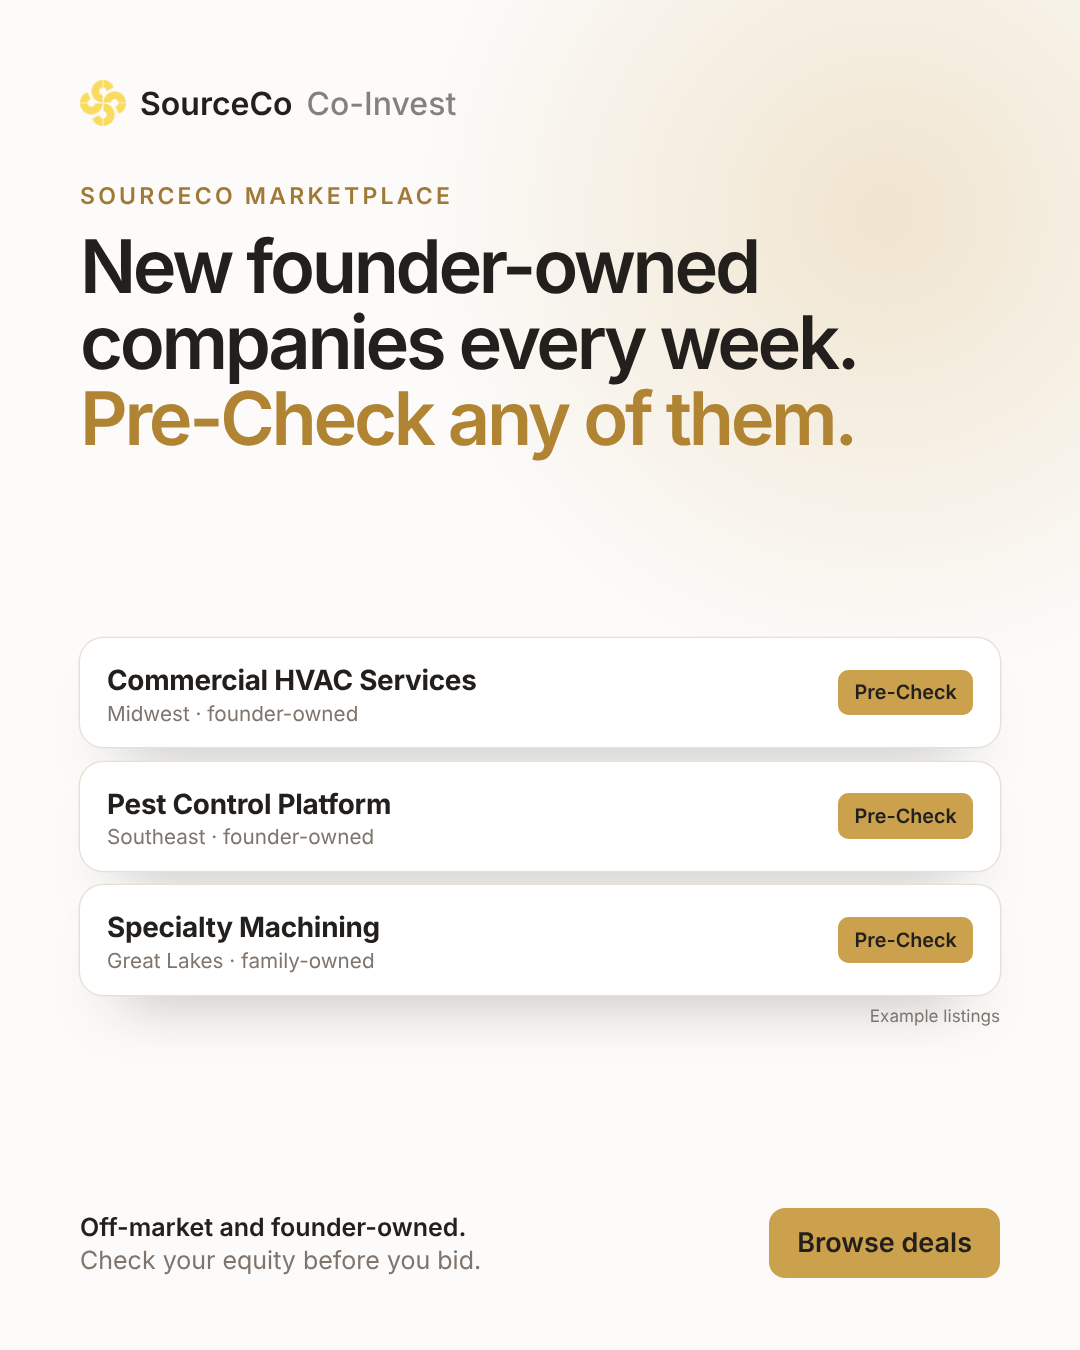 SourceCo Co-Invest
SOURCECO MARKETPLACE
New founder-owned
companies every week.
Pre-Check any of them.
Commercial HVAC Services
Midwest · founder-owned
Pre-Check
Pest Control Platform
Southeast · founder-owned
Pre-Check
Specialty Machining
Great Lakes · family-owned
Pre-Check
Example listings
Off-market and founder-owned.
Check your equity before you bid.
Browse deals